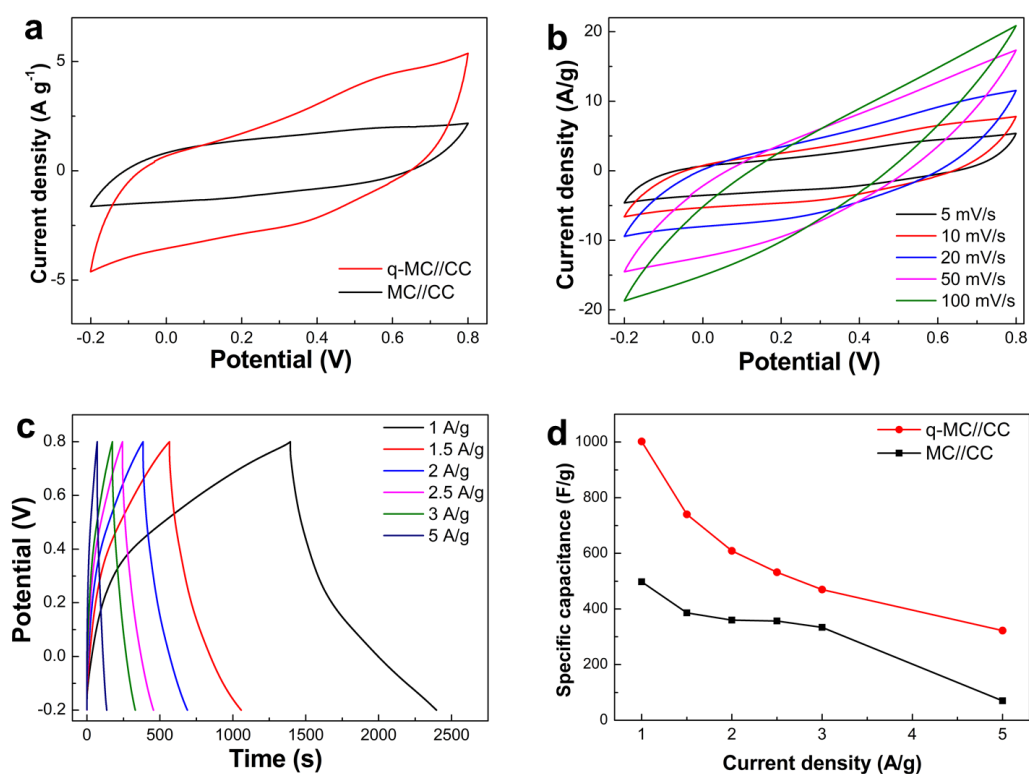 a
Current density (A g⁻¹)
5
0
-5
-0.2 0.0 0.2 0.4 0.6 0.8
Potential (V)
q-MC//CC
MC//CC
b
Current density (A/g)
20
10
0
-10
-20
-0.2 0.0 0.2 0.4 0.6 0.8
Potential (V)
5 mV/s
10 mV/s
20 mV/s
50 mV/s
100 mV/s
c
Potential (V)
0.8
0.4
0.0
-0.2
0 500 1000 1500 2000 2500
Time (s)
1 A/g
1.5 A/g
2 A/g
2.5 A/g
3 A/g
5 A/g
d
Specific capacitance (F/g)
1000
800
600
400
200
0
1 2 3 4 5
Current density (A/g)
q-MC//CC
MC//CC